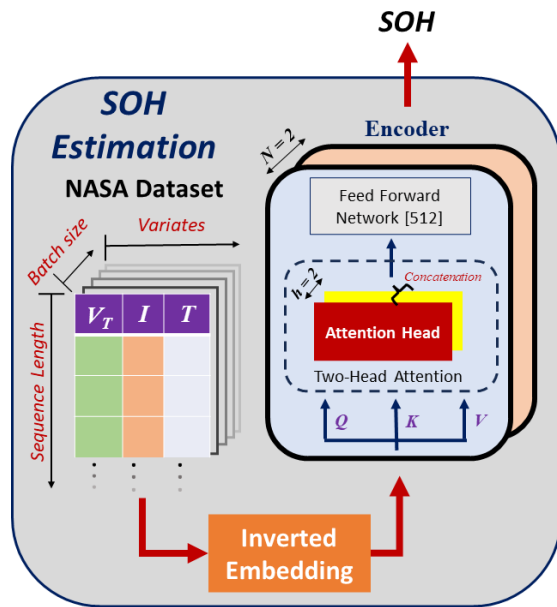 SOH
SOH
Estimation
NASA Dataset
Batch size
Variates
Sequence Length
V_T I T
Encoder
N = 2
Feed Forward
Network [512]
Concatenation
h = 2
Attention Head
Two-Head Attention
Q K V
Inverted
Embedding